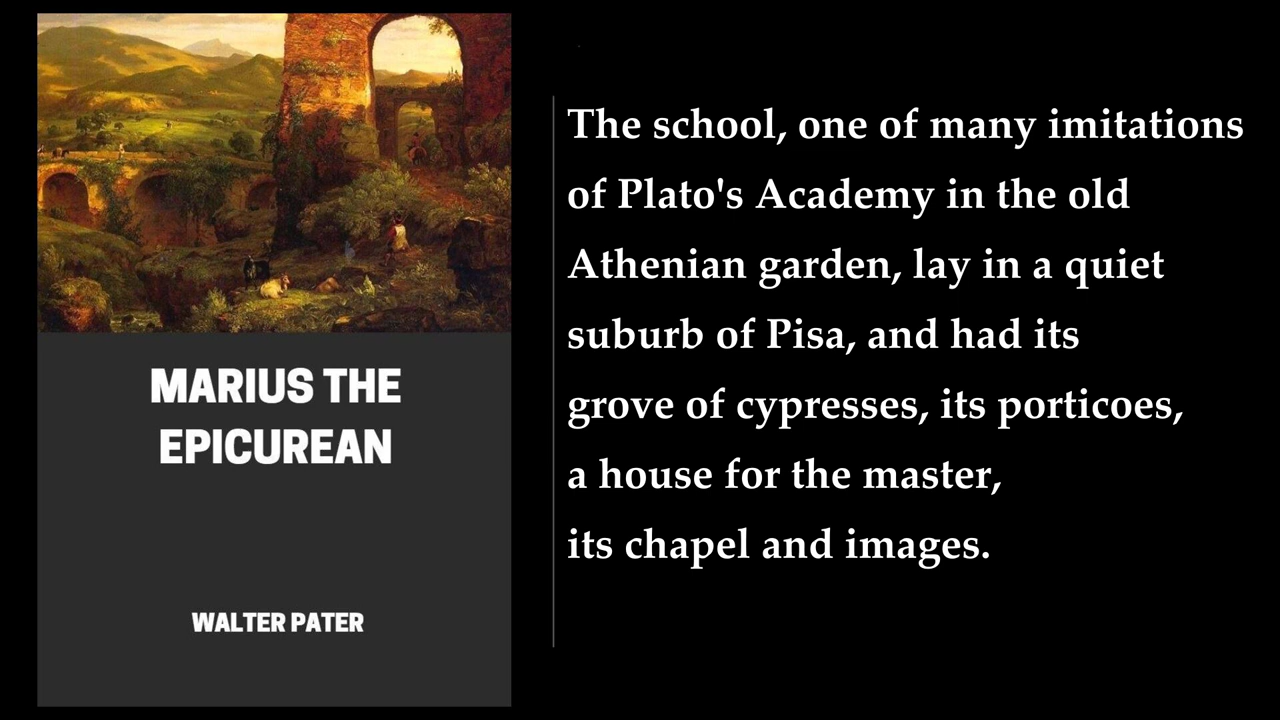 MARIUS THE
EPICUREAN
WALTER PATER
The school, one of many imitations
of Plato's Academy in the old
Athenian garden, lay in a quiet
suburb of Pisa, and had its
grove of cypresses, its porticoes,
a house for the master,
its chapel and images.